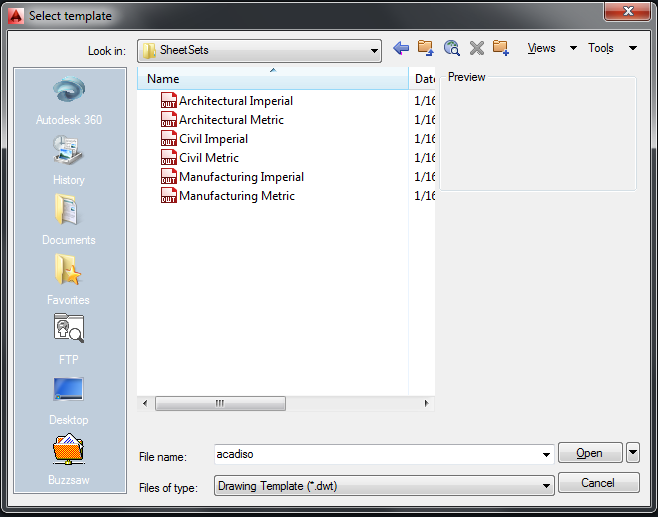 Select template
Look in: SheetSets Views Tools
Name Date
Preview
Architectural Imperial 1/16
Architectural Metric 1/16
Civil Imperial 1/16
Civil Metric 1/16
Manufacturing Imperial 1/16
Manufacturing Metric 1/16
Autodesk 360
History
Documents
Favorites
FTP
Desktop
Buzzsaw
File name: acadiso Open
Files of type: Drawing Template (*.dwt) Cancel